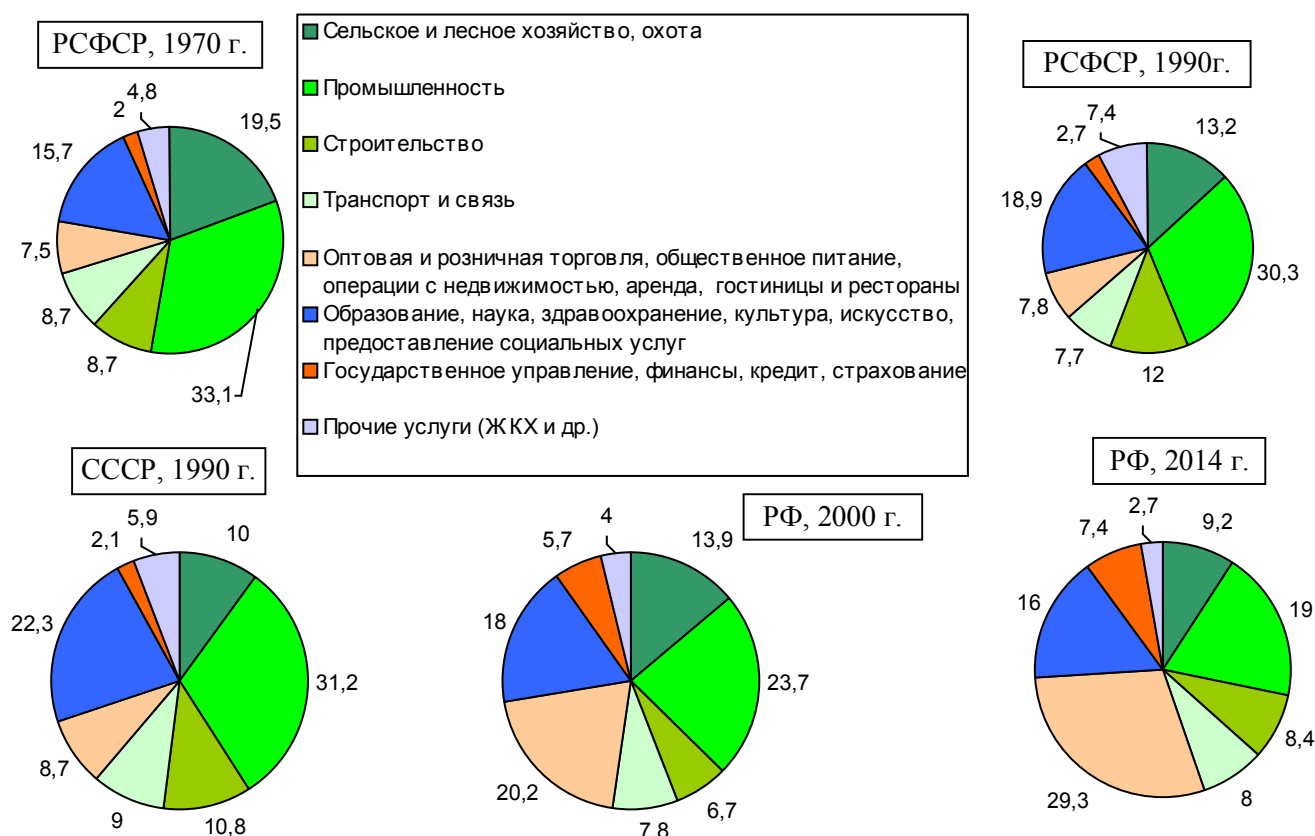 РСФСР, 1970 г.
4,8
2
19,5
15,7
7,5
8,7
8,7
33,1
Сельское и лесное хозяйство, охота
Промышленность
Строительство
Транспорт и связь
Оптовая и розничная торговля, общественное питание,
операции с недвижимостью, аренда, гостиницы и рестораны
Образование, наука, здравоохранение, культура, искусство,
предоставление социальных услуг
Государственное управление, финансы, кредит, страхование
Прочие услуги (ЖКХ и др.)
РСФСР, 1990г.
7,4
2,7
13,2
18,9
30,3
7,8
7,7
12
СССР, 1990 г.
5,9
2,1
10
22,3
31,2
8,7
9
10,8
РФ, 2000 г.
4
5,7
13,9
18
23,7
20,2
6,7
7,8
РФ, 2014 г.
2,7
7,4
9,2
16
19
8,4
29,3
8